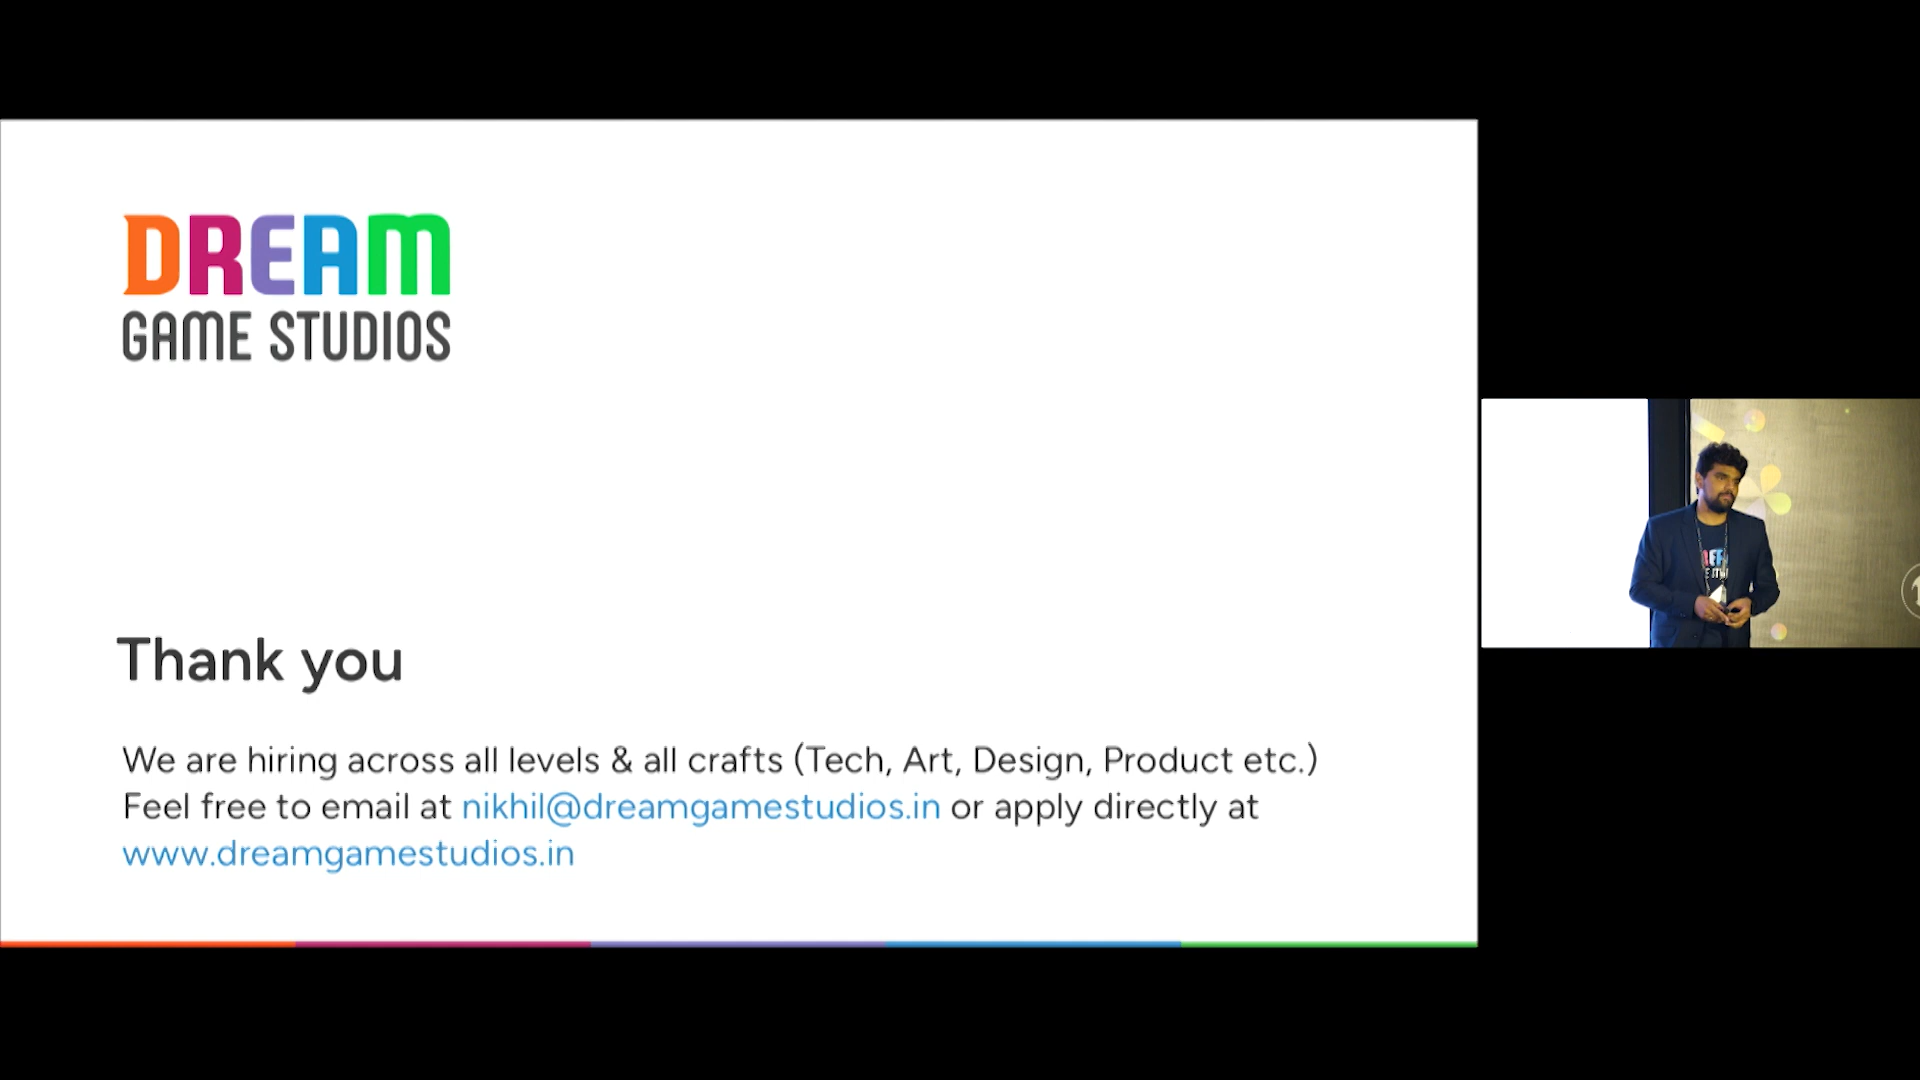 DREAM
GAME STUDIOS
Thank you
We are hiring across all levels & all crafts (Tech, Art, Design, Product etc.)
Feel free to email at nikhil@dreamgamestudios.in or apply directly at
www.dreamgamestudios.in